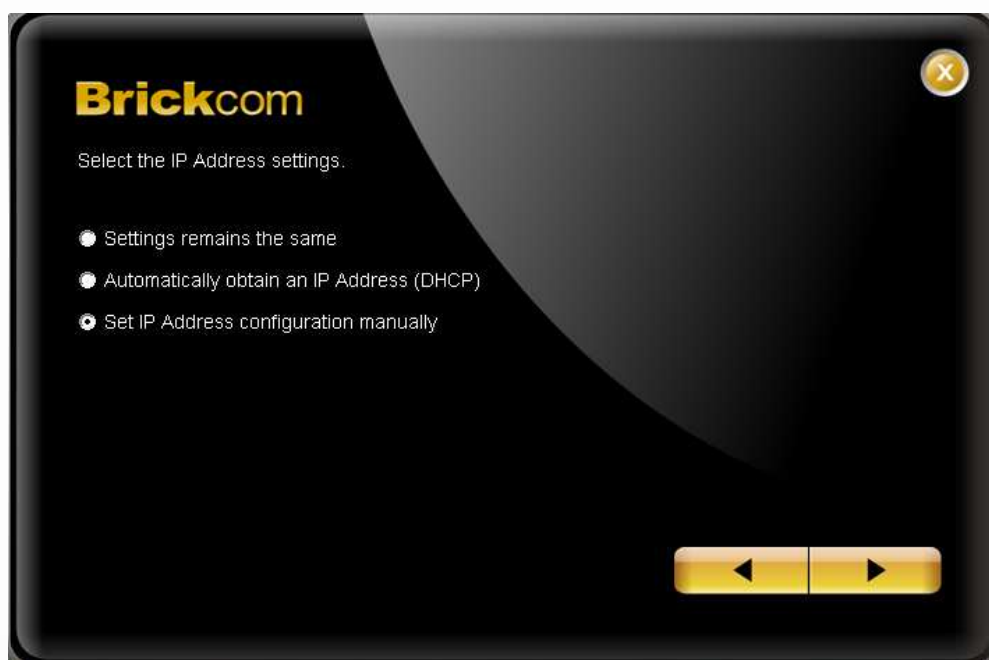 Brickcom
X
Select the IP Address settings.
Settings remains the same
Automatically obtain an IP Address (DHCP)
Set IP Address configuration manually